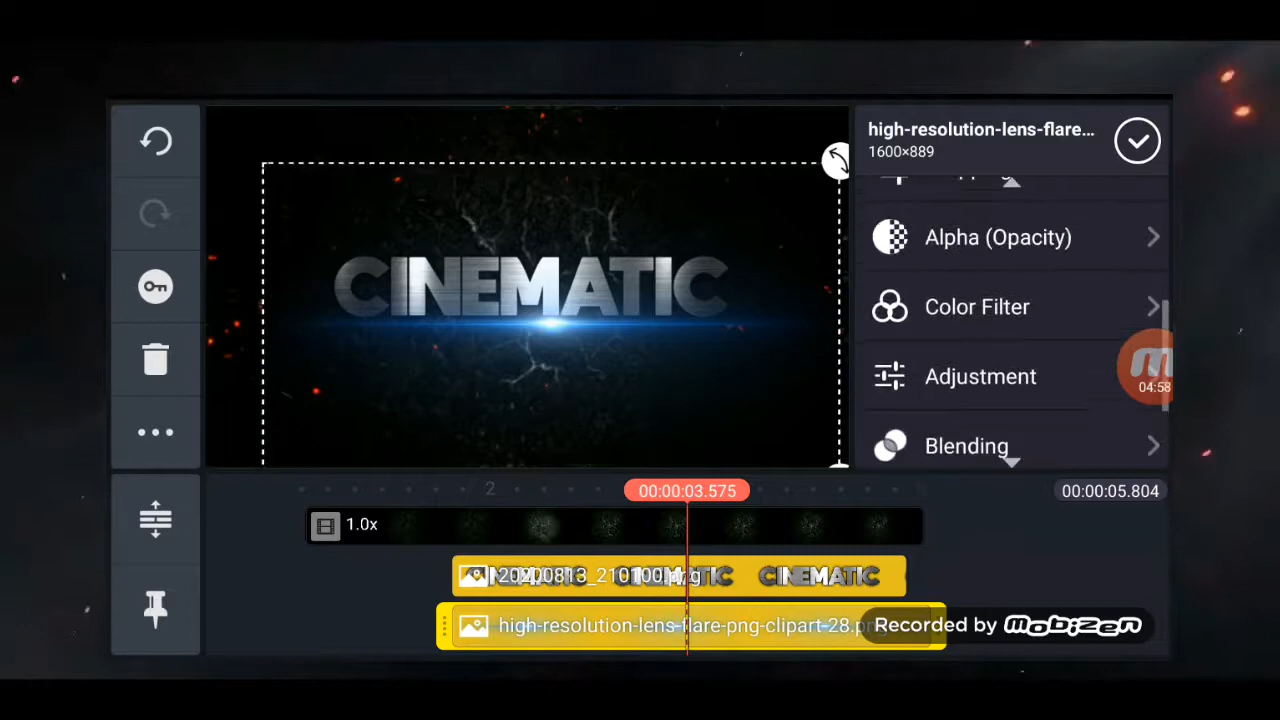 high-resolution-lens-flare...
1600×889
Alpha (Opacity)
CINEMATIC
Color Filter
Adjustment
04:58
Blending
2
00:00:03.575
00:00:05.804
1.0x
CINEMATIC
high-resolution-lens-flare-png-clipart-28.png
Recorded by mobizen